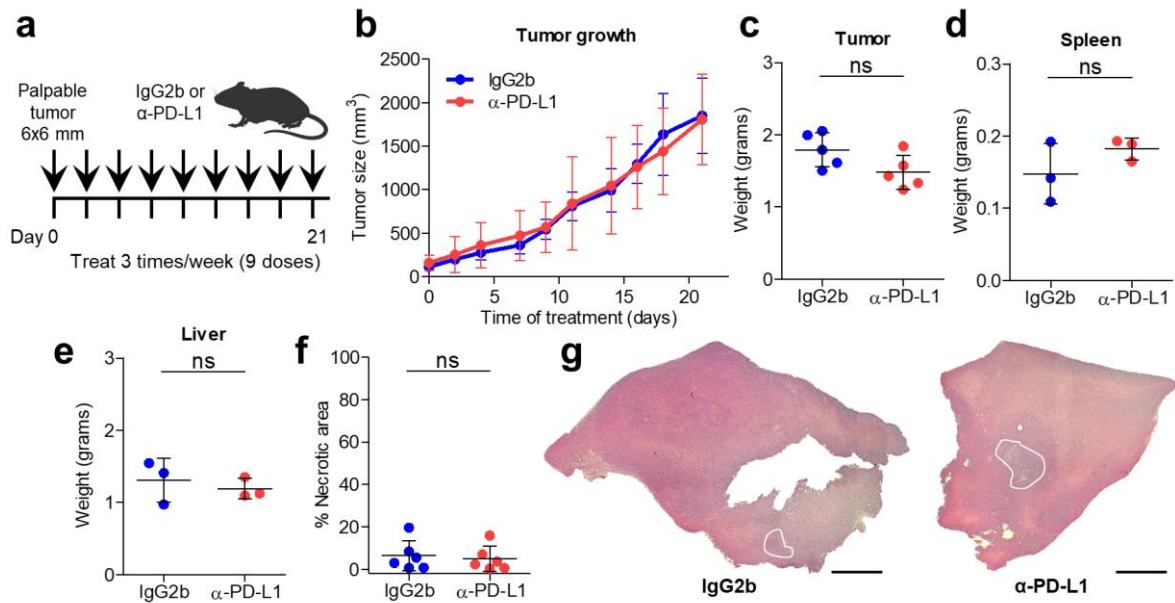 a
Palpable
tumor
6x6 mm
IgG2b or
α-PD-L1
Day 0
21
Treat 3 times/week (9 doses)
b
Tumor growth
IgG2b
α-PD-L1
Tumor size (mm³)
2500
2000
1500
1000
500
0
0
5
10
15
20
Time of treatment (days)
c
Tumor
ns
Weight (grams)
3
2
1
0
IgG2b
α-PD-L1
d
Spleen
ns
Weight (grams)
0.3
0.2
0.1
0.0
IgG2b
α-PD-L1
e
Liver
ns
Weight (grams)
3
2
1
0
IgG2b
α-PD-L1
f
ns
% Necrotic area
100
80
60
40
20
0
IgG2b
α-PD-L1
g
IgG2b
α-PD-L1